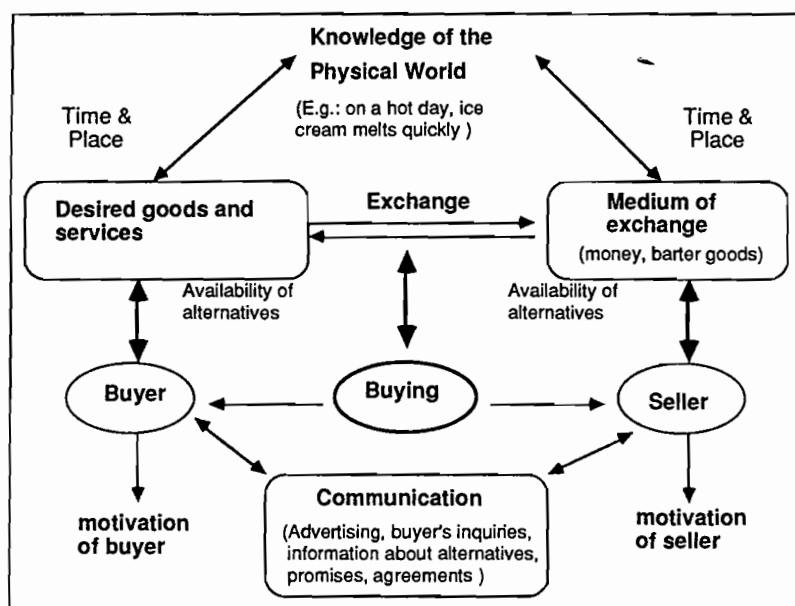 Knowledge of the
Physical World
(E.g.: on a hot day, ice
cream melts quickly )
Time &
Place
Time &
Place
Desired goods and
services
Exchange
Medium of
exchange
(money, barter goods)
Availability of
alternatives
Availability of
alternatives
Buyer
Buying
Seller
Communication
(Advertising, buyer's inquiries,
information about alternatives,
promises, agreements )
motivation
of buyer
motivation
of seller